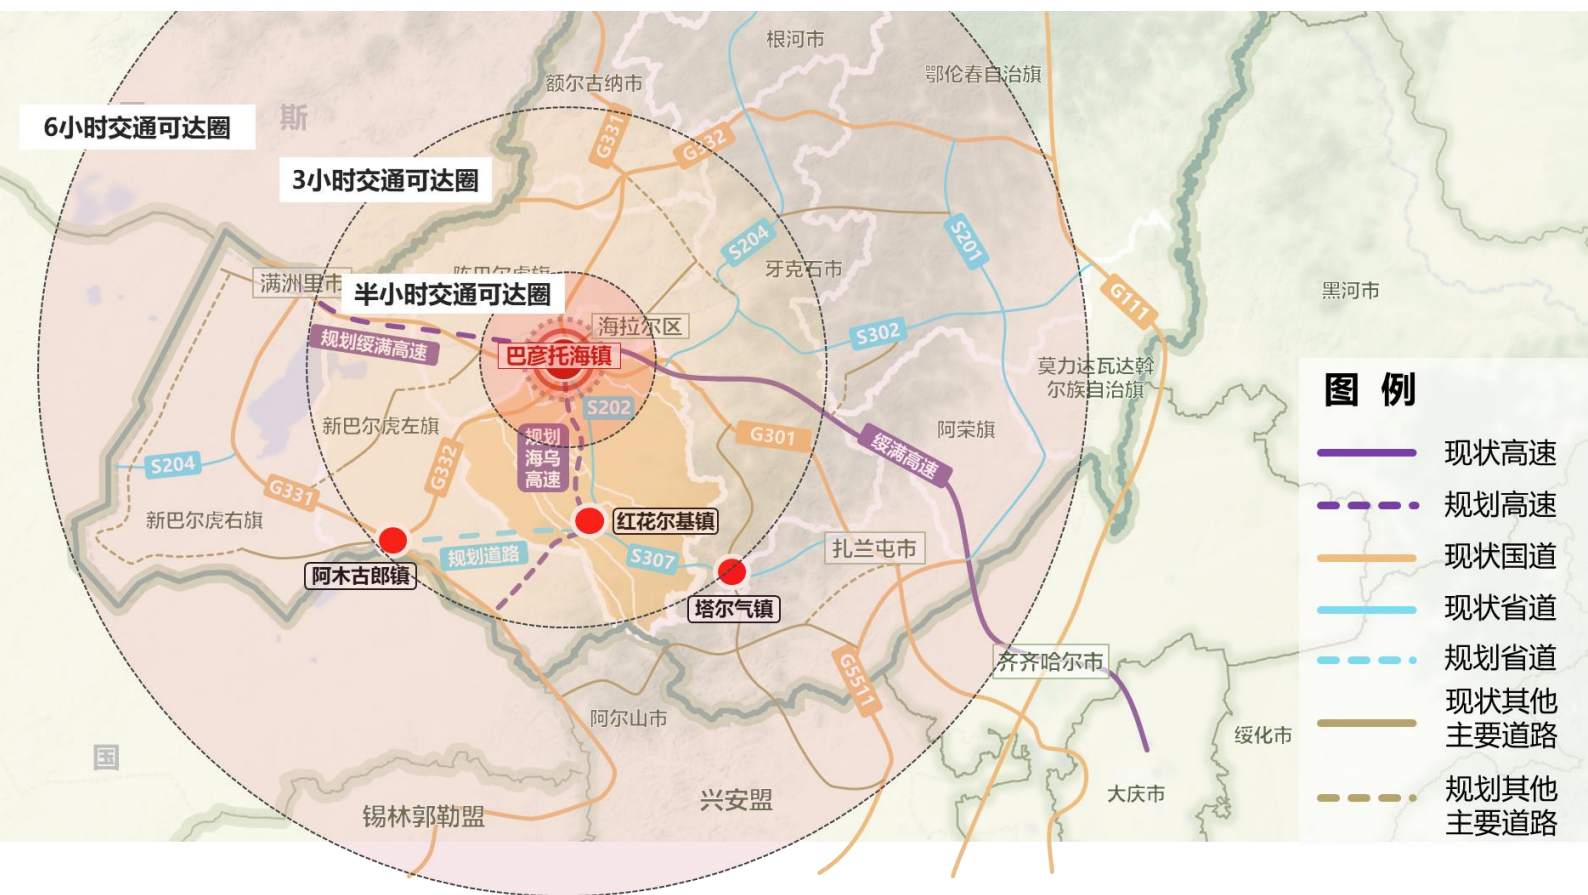 根河市
鄂伦春自治旗
额尔古纳市
斯
6小时交通可达圈
G331
G332
3小时交通可达圈
S204
S201
牙克石市
满洲里市
陈巴尔虎旗
半小时交通可达圈
G111
黑河市
海拉尔区
S302
规划绥满高速
巴彦托海镇
莫力达瓦达斡
尔族自治旗
S202
新巴尔虎左旗
G301
阿荣旗
绥满高速
规划
海乌
高速
G332
S204
G331
新巴尔虎右旗
红花尔基镇
规划道路
S307
扎兰屯市
阿木古郎镇
塔尔气镇
齐齐哈尔市
G5511
阿尔山市
绥化市
国
大庆市
兴安盟
锡林郭勒盟
图 例
现状高速
规划高速
现状国道
现状省道
规划省道
现状其他
主要道路
规划其他
主要道路